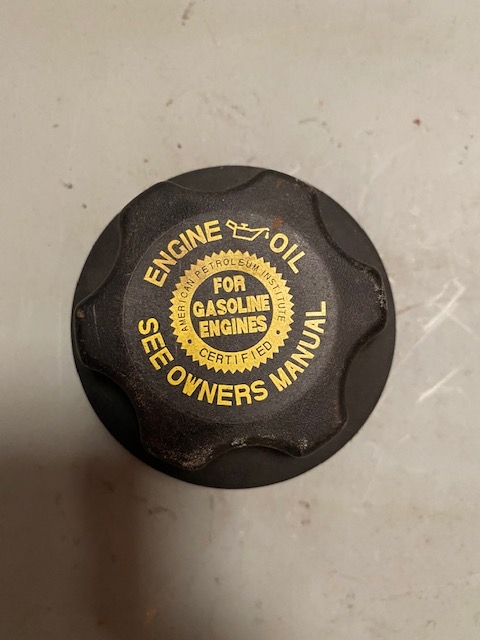 ENGINE OIL
AMERICAN PETROLEUM INSTITUTE
FOR
GASOLINE
ENGINES
CERTIFIED
SEE OWNERS MANUAL